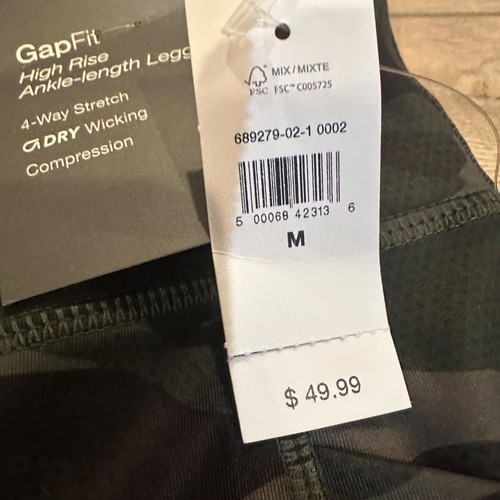 GapFit
High Rise
Ankle-length Legg
4-Way Stretch
DRY Wicking
Compression
MIX / MIXTE
FSC FSC™ C005725
689279-02-1 0002
5 00068 42313 6
M
$ 49.99